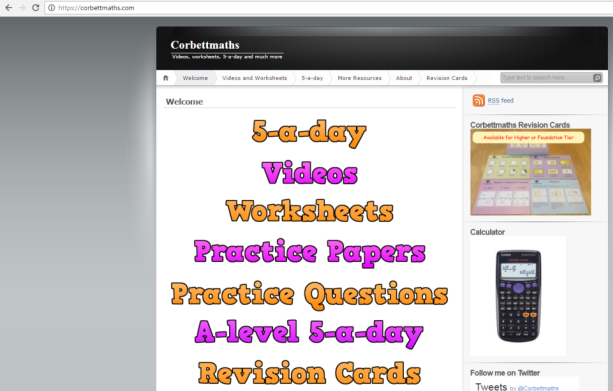 https://corbettmaths.com
Corbettmaths
Videos, worksheets, 5-a-day and much more
Welcome
Videos and Worksheets
5-a-day
More Resources
About
Revision Cards
Type text to search here...
Welcome
5-a-day
Videos
Worksheets
Practice Papers
Practice Questions
A-level 5-a-day
Revision Cards
RSS feed
Corbettmaths Revision Cards
Available for Higher or Foundation Tier
Calculator
CASIO
Follow me on Twitter
Tweets by @Corbettmaths